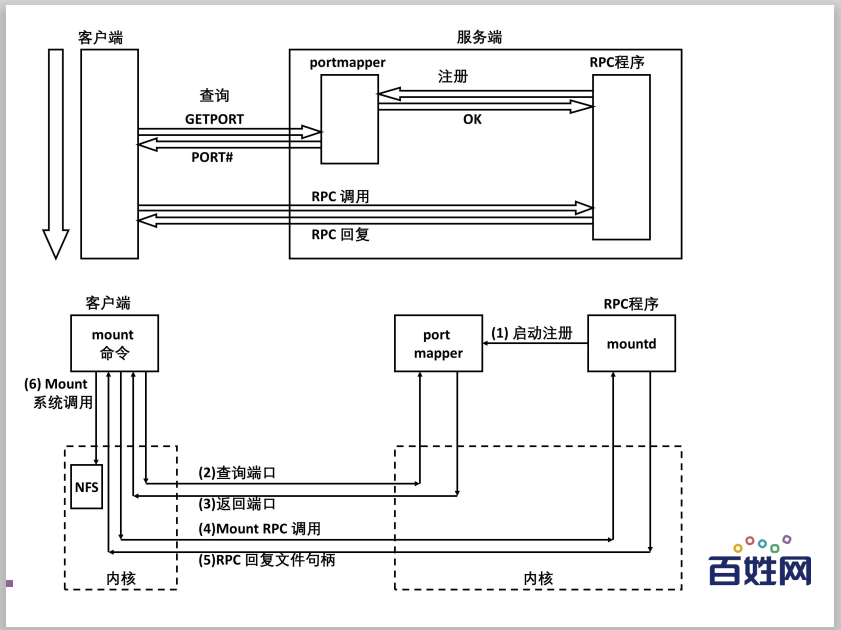 客户端
服务端
portmapper
RPC程序
注册
查询
GETPORT
OK
PORT#
RPC 调用
RPC 回复
客户端
RPC程序
mount
命令
port
mapper
(1) 启动注册
mountd
(6) Mount
系统调用
(2)查询端口
NFS
(3)返回端口
(4)Mount RPC 调用
(5)RPC 回复文件句柄
内核
内核
百姓网